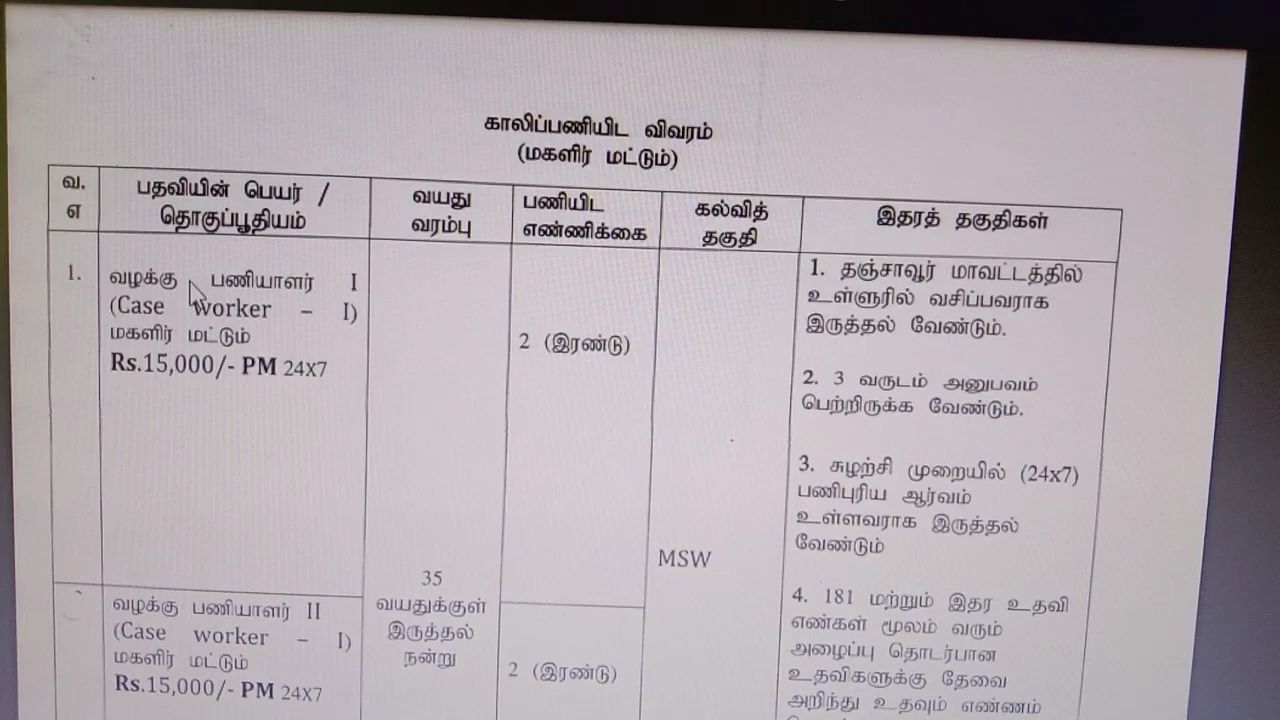 காலிப்பணியிட விவரம்
(மகளிர் மட்டும்)
வ.
எ
பதவியின் பெயர் /
தொகுப்பூதியம்
வயது
வரம்பு
பணியிட
எண்ணிக்கை
கல்வித்
தகுதி
இதரத் தகுதிகள்
1.
வழக்கு பணியாளர் I
(Case worker – I)
மகளிர் மட்டும்
Rs.15,000/- PM 24X7
2 (இரண்டு)
1. தஞ்சாவூர் மாவட்டத்தில்
உள்ளுரில் வசிப்பவராக
இருத்தல் வேண்டும்.
2. 3 வருடம் அனுபவம்
பெற்றிருக்க வேண்டும்.
3. சுழற்சி முறையில் (24x7)
பணிபுரிய ஆர்வம்
உள்ளவராக இருத்தல்
வேண்டும்
வழக்கு பணியாளர் II
(Case worker – I)
மகளிர் மட்டும்
Rs.15,000/- PM 24X7
35
வயதுக்குள்
இருத்தல்
நன்று
2 (இரண்டு)
MSW
4. 181 மற்றும் இதர உதவி
எண்கள் மூலம் வரும்
அழைப்பு தொடர்பான
உதவிகளுக்கு தேவை
அறிந்து உதவும் எண்ணம்